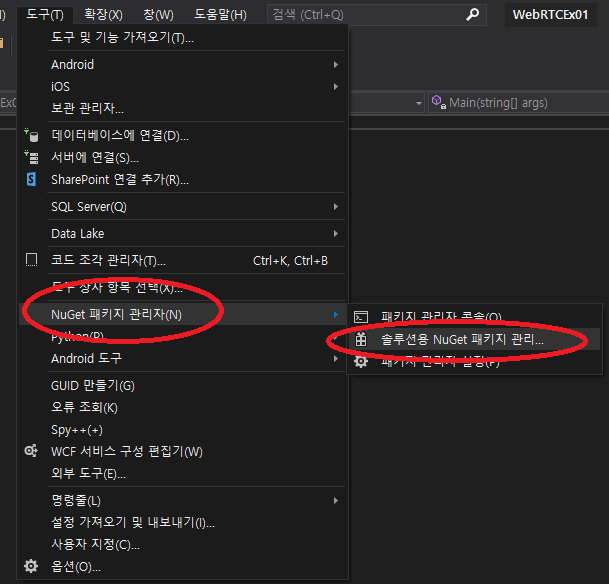 도구(T) 확장(X) 창(W) 도움말(H) 검색 (Ctrl+Q) WebRTCEx01
도구 및 기능 가져오기(T)...
Android
iOS
보관 관리자...
Main(string[] args)
데이터베이스에 연결(D)...
서버에 연결(S)...
SharePoint 연결 추가(R)...
SQL Server(Q)
Data Lake
코드 조각 관리자(T)... Ctrl+K, Ctrl+B
도구 상자 항목 선택(X)...
NuGet 패키지 관리자(N)
패키지 관리자 콘솔(O)
Python(P)
솔루션용 NuGet 패키지 관리...
Android 도구
패키지 관리자 설정(P)
GUID 만들기(G)
오류 조회(K)
Spy++(+)
WCF 서비스 구성 편집기(W)
외부 도구(E)...
명령줄(L)
설정 가져오기 및 내보내기(I)...
사용자 지정(C)...
옵션(O)...